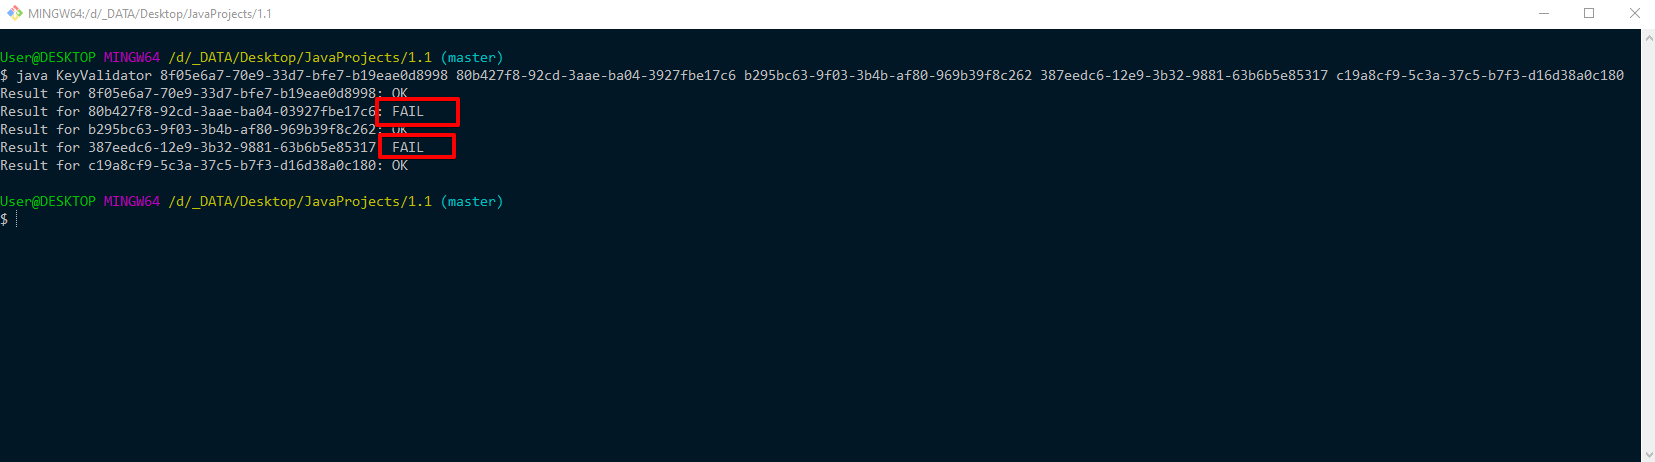 MINGW64:/d/_DATA/Desktop/JavaProjects/1.1
User@DESKTOP MINGW64 /d/_DATA/Desktop/JavaProjects/1.1 (master)
$ java KeyValidator 8f05e6a7-70e9-33d7-bfe7-b19eae0d8998 80b427f8-92cd-3aae-ba04-3927fbe17c6 b295bc63-9f03-3b4b-af80-969b39f8c262 387eedc6-12e9-3b32-9881-63b6b5e85317 c19a8cf9-5c3a-37c5-b7f3-d16d38a0c180
Result for 8f05e6a7-70e9-33d7-bfe7-b19eae0d8998: OK
Result for 80b427f8-92cd-3aae-ba04-03927fbe17c6: FAIL
Result for b295bc63-9f03-3b4b-af80-969b39f8c262: OK
Result for 387eedc6-12e9-3b32-9881-63b6b5e85317 FAIL
Result for c19a8cf9-5c3a-37c5-b7f3-d16d38a0c180: OK
User@DESKTOP MINGW64 /d/_DATA/Desktop/JavaProjects/1.1 (master)
$